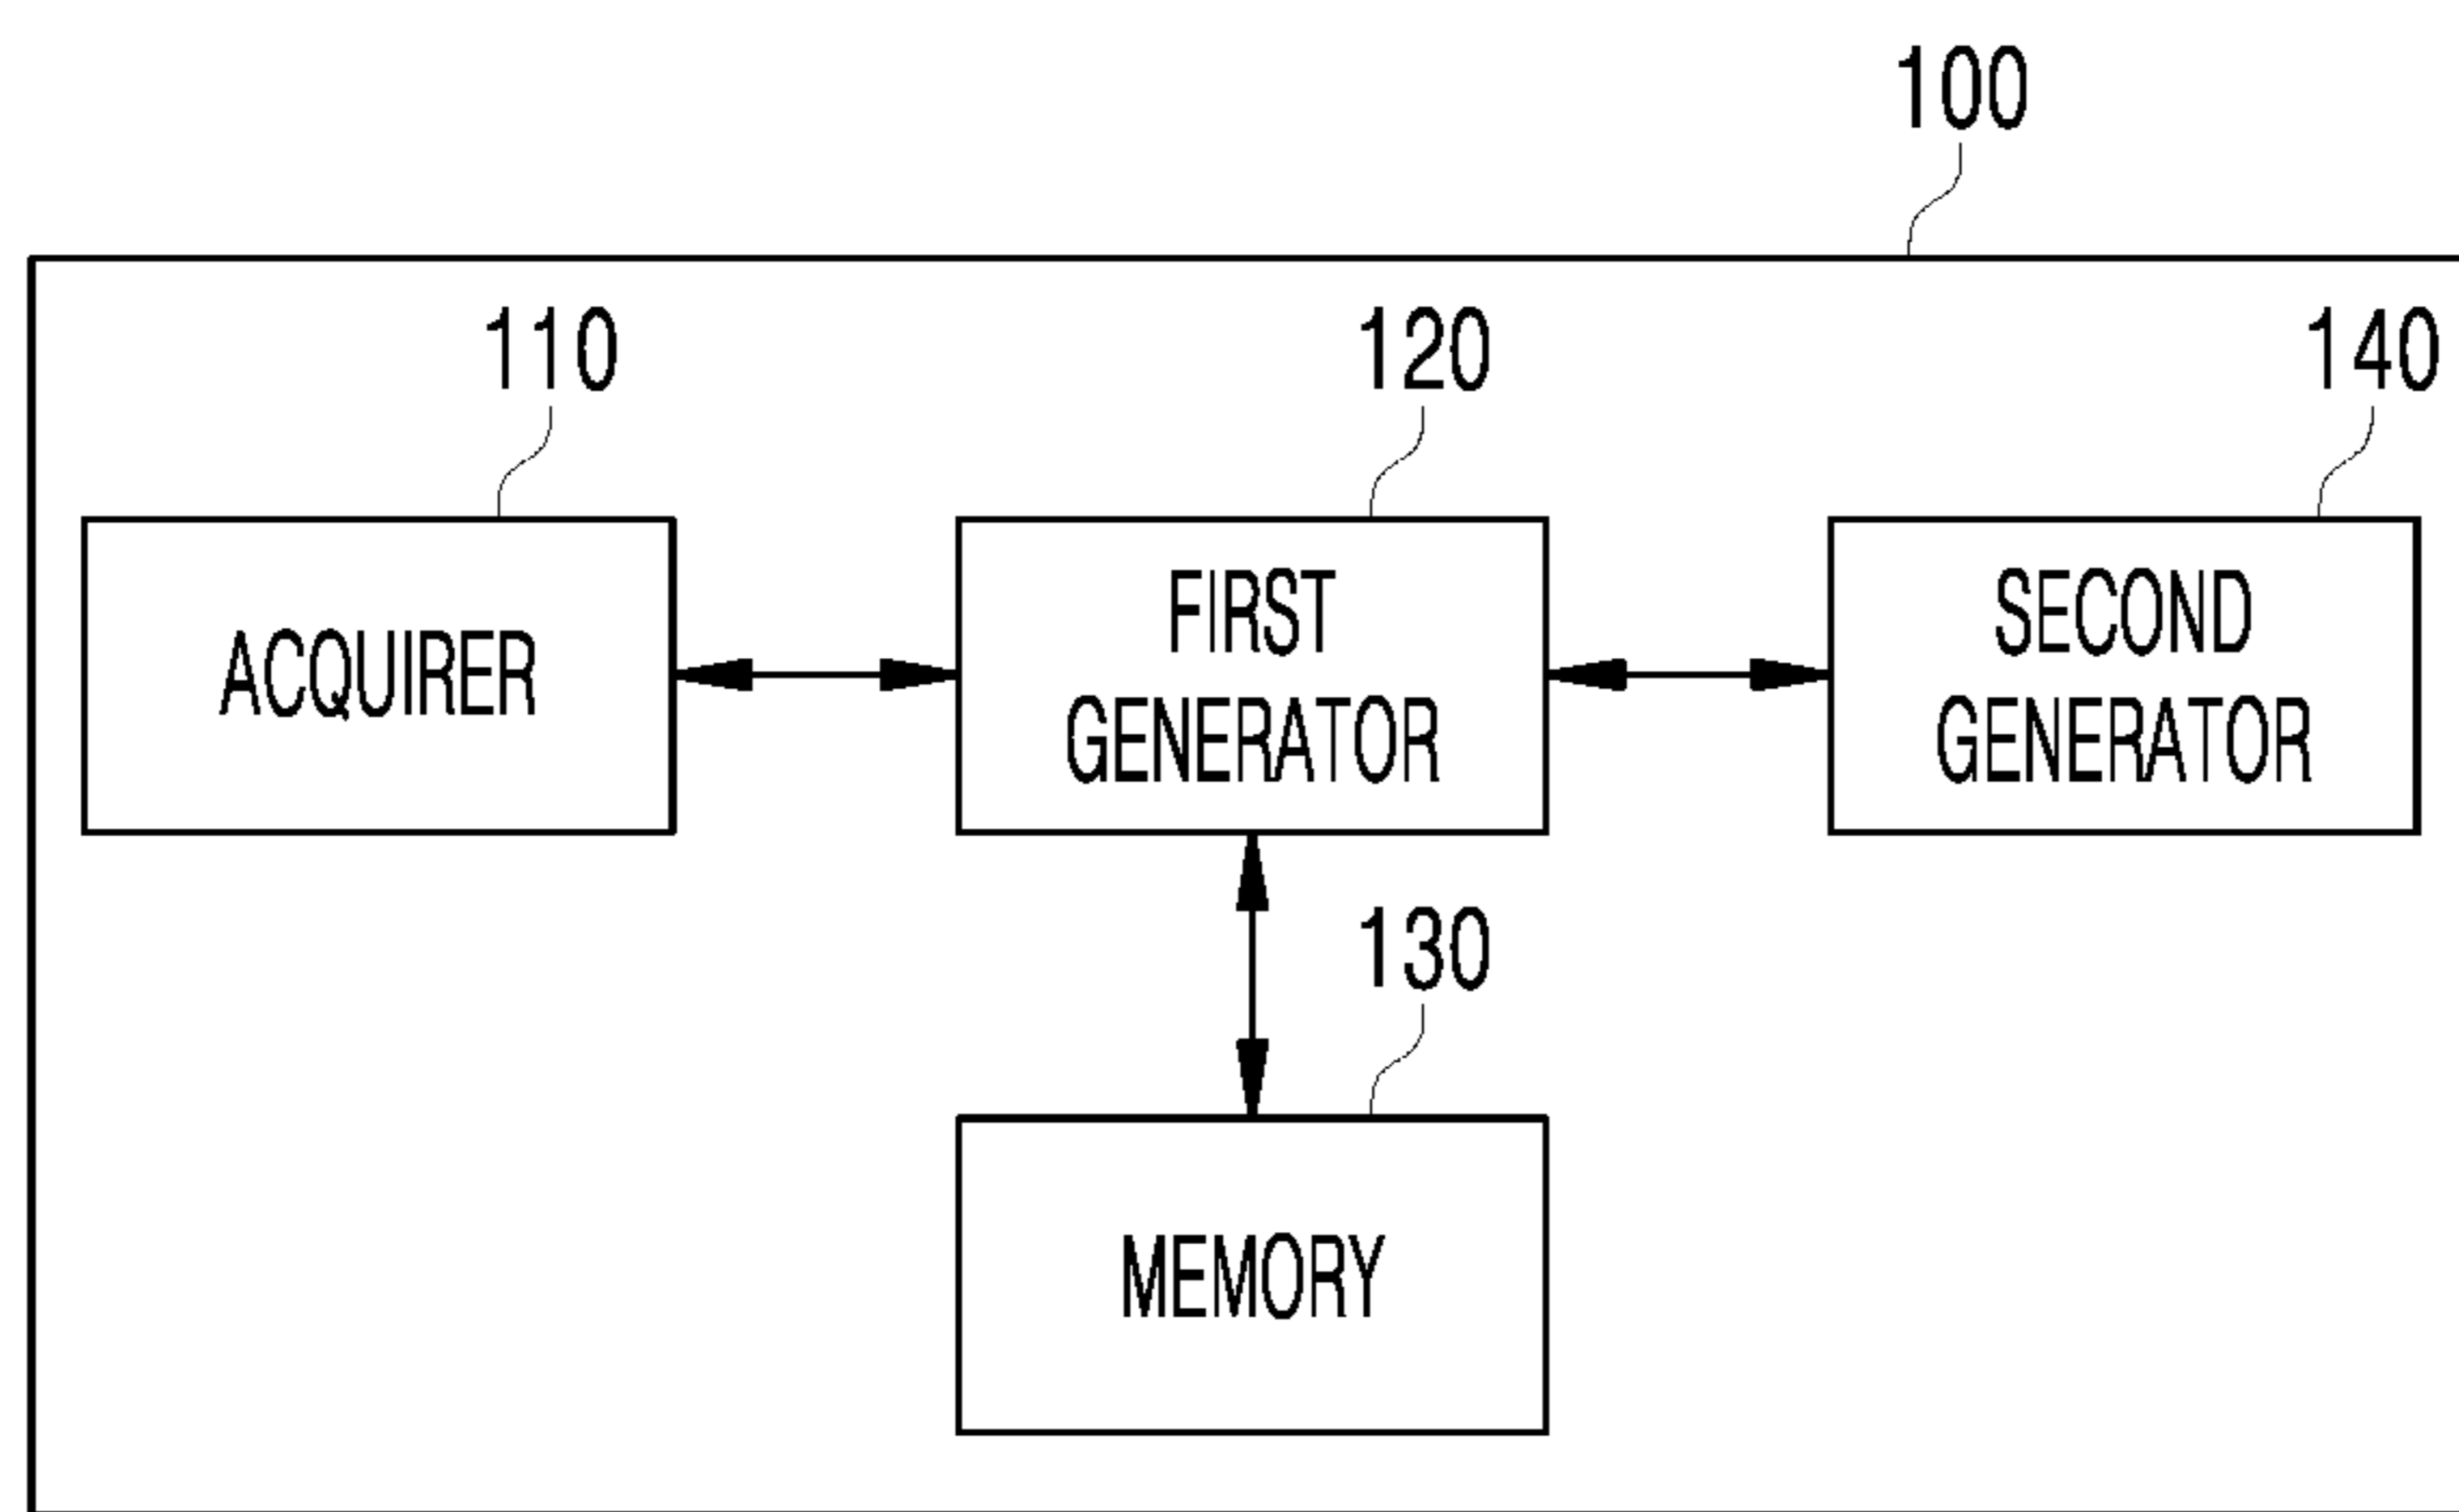 100
110
120
140
ACQUIRER
FIRST
GENERATOR
SECOND
GENERATOR
130
MEMORY